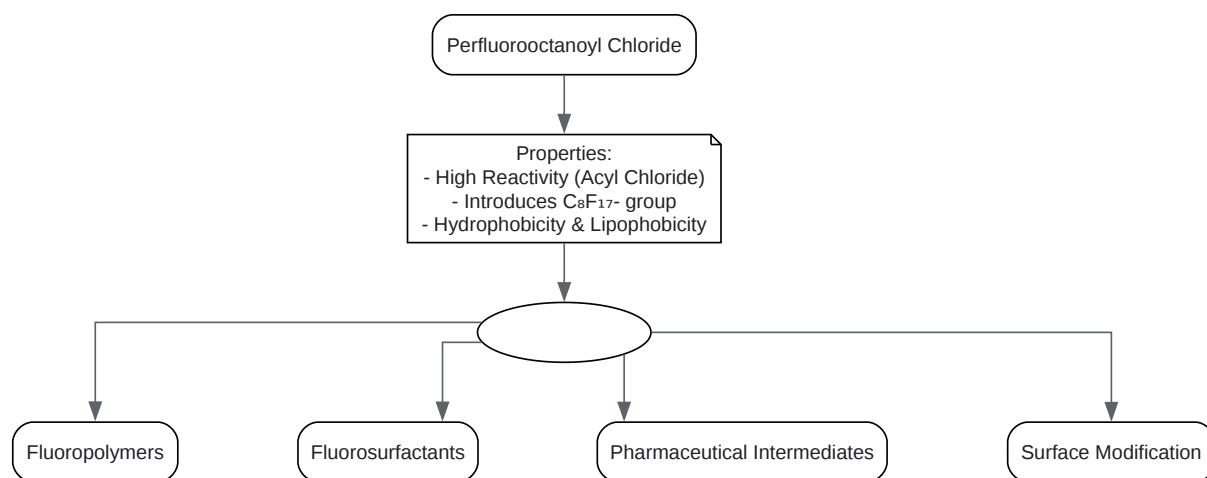 Perfluorooctanoyl Chloride
Properties:
- High Reactivity (Acyl Chloride)
- Introduces C₈F₁₇- group
- Hydrophobicity & Lipophobicity
Fluoropolymers
Fluorosurfactants
Pharmaceutical Intermediates
Surface Modification